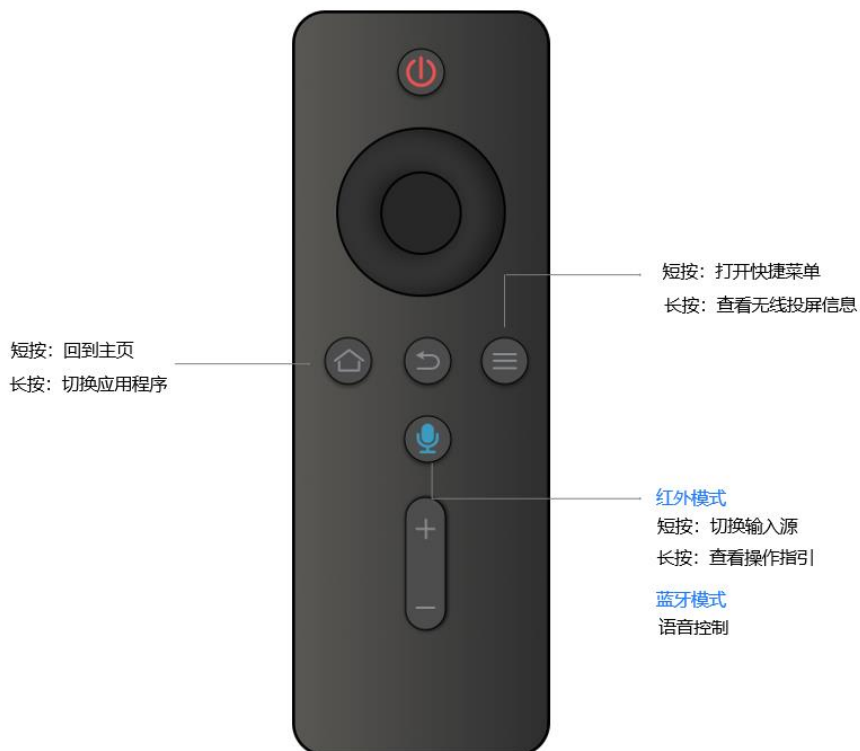 短按：打开快捷菜单
长按：查看无线投屏信息
短按：回到主页
长按：切换应用程序
红外模式
短按：切换输入源
长按：查看操作指引
蓝牙模式
语音控制